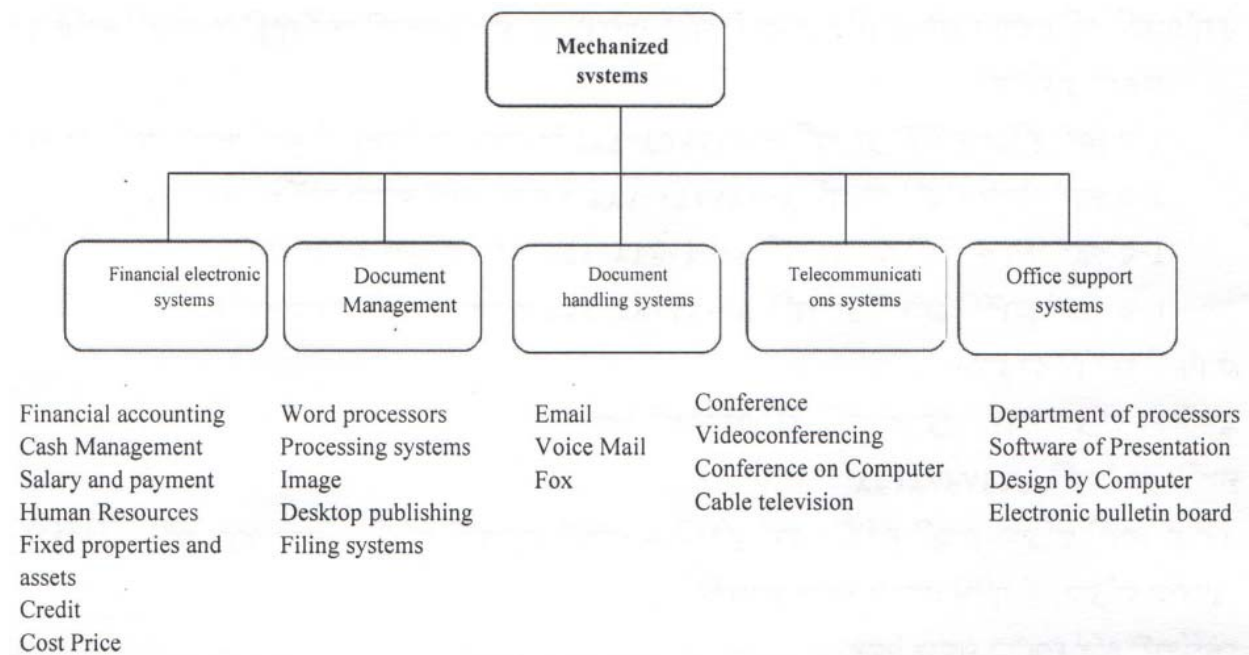 Mechanized
svstems
Financial electronic
systems
Document
Management
Document
handling systems
Telecommunicati
ons systems
Office support
systems
Financial accounting
Cash Management
Salary and payment
Human Resources
Fixed properties and
assets
Credit
Cost Price
Word processors
Processing systems
Image
Desktop publishing
Filing systems
Email
Voice Mail
Fox
Conference
Videoconferencing
Conference on Computer
Cable television
Department of processors
Software of Presentation
Design by Computer
Electronic bulletin board